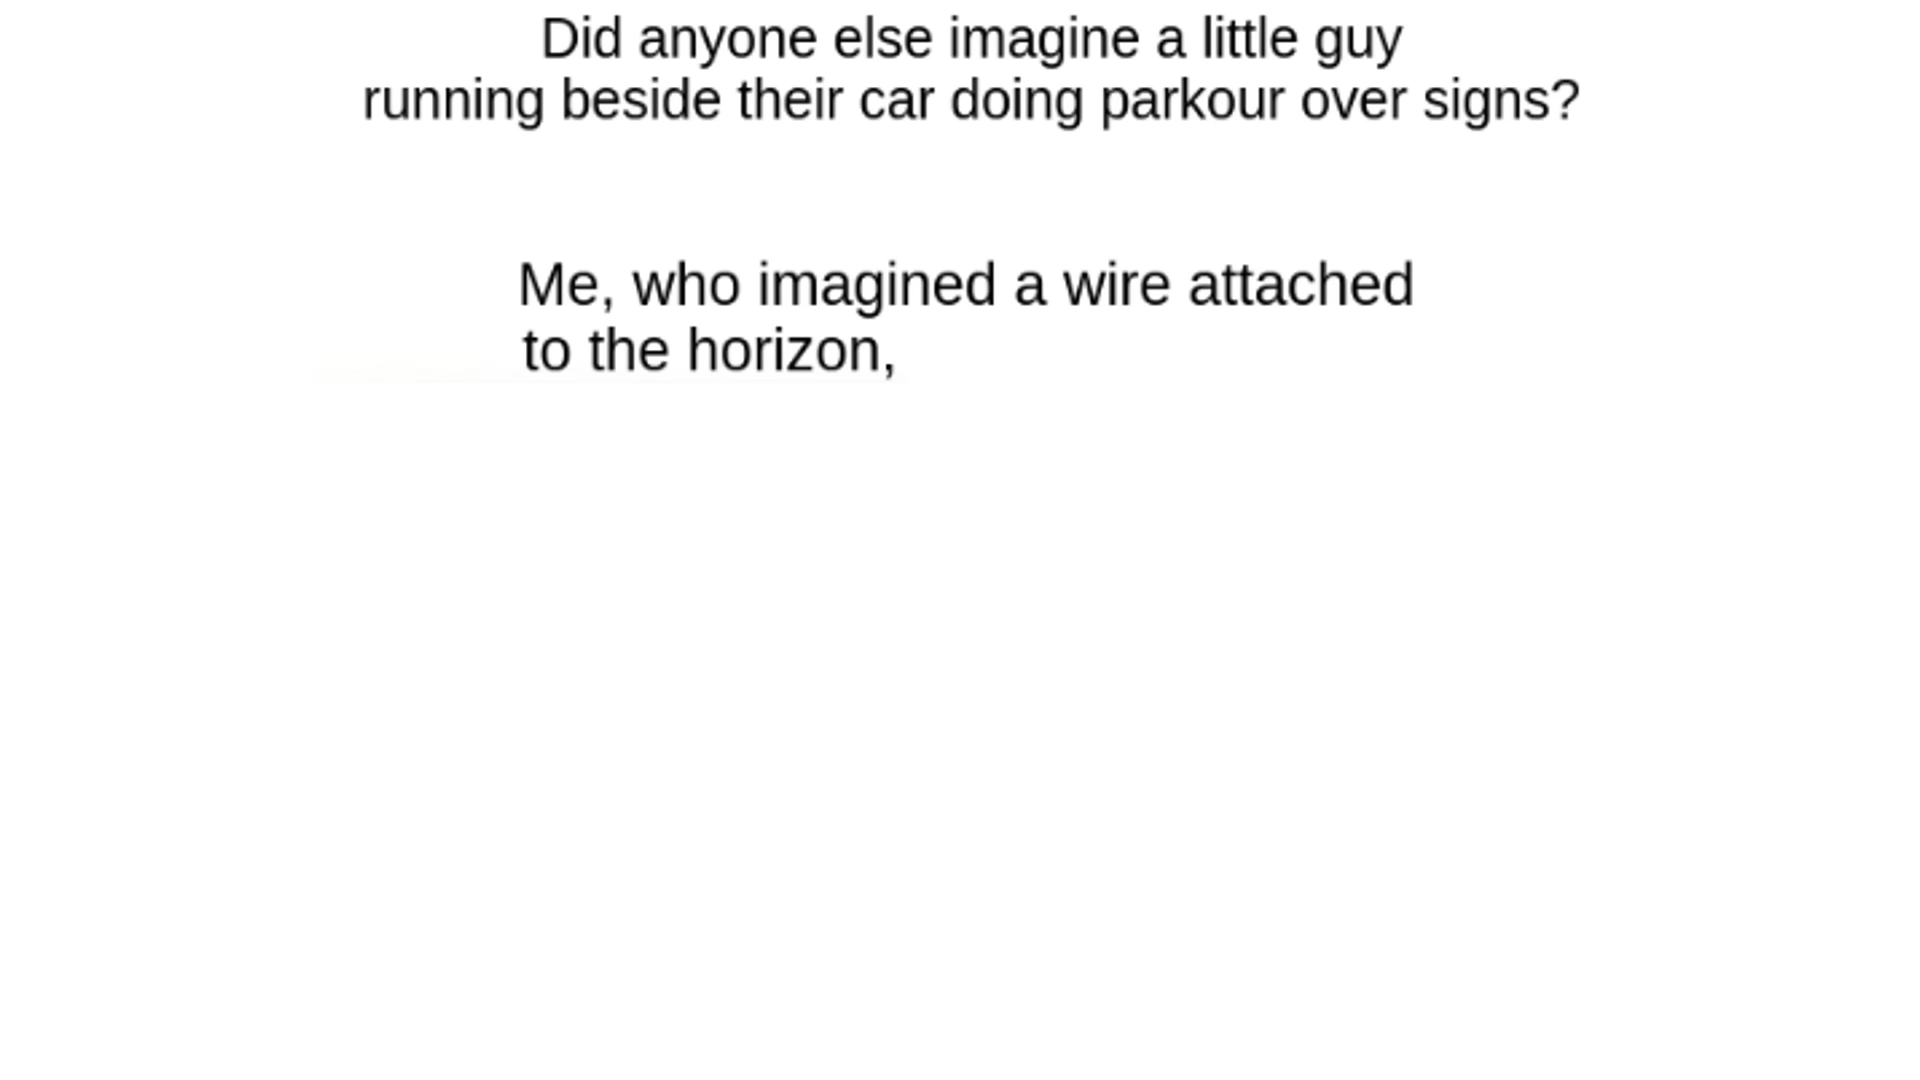 Did anyone else imagine a little guy
running beside their car doing parkour over signs?
Me, who imagined a wire attached
to the horizon,